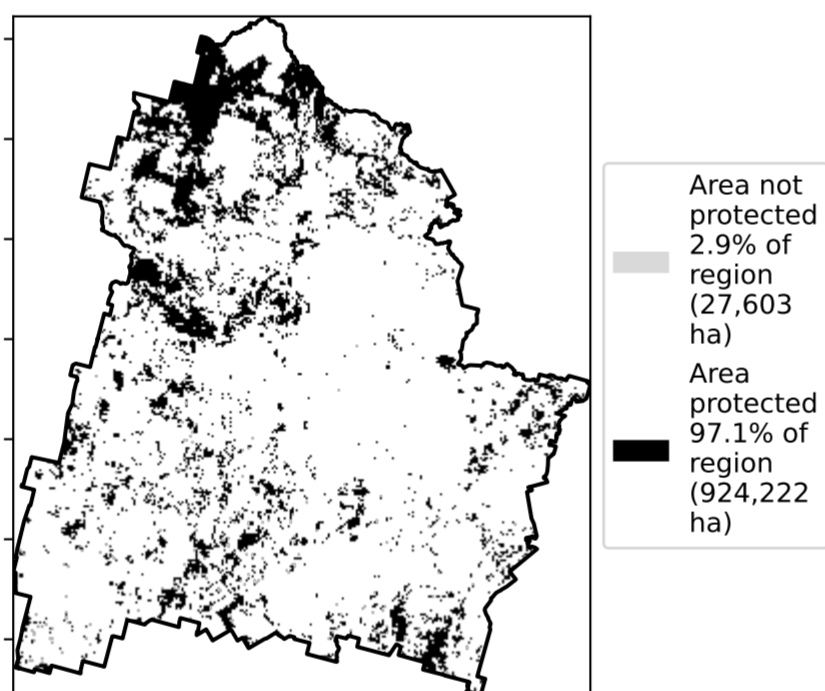 Area not
protected
2.9% of
region
(27,603
ha)
Area
protected
97.1% of
region
(924,222
ha)